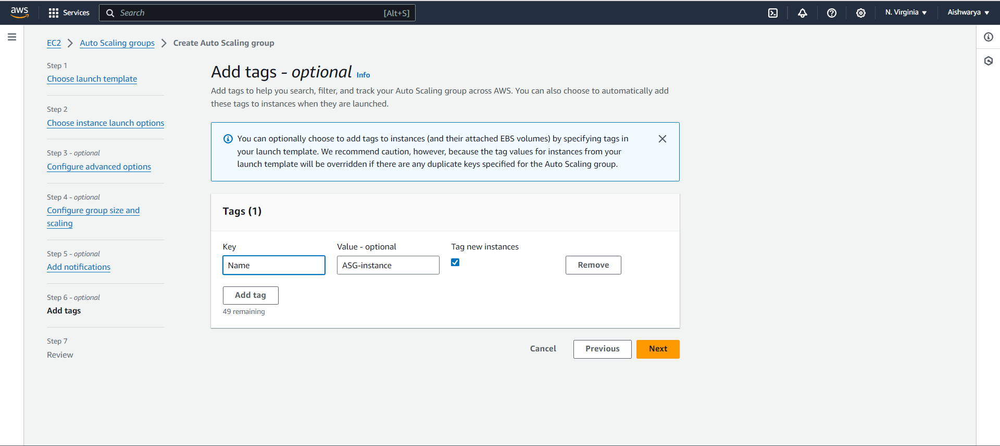 aws
Services
Search
[Alt+S]
N. Virginia
Aishwarya
EC2
Auto Scaling groups
Create Auto Scaling group
Step 1
Choose launch template
Step 2
Choose instance launch options
Step 3 - optional
Configure advanced options
Step 4 - optional
Configure group size and
scaling
Step 5 - optional
Add notifications
Step 6 - optional
Add tags
Step 7
Review
Add tags - optional Info
Add tags to help you search, filter, and track your Auto Scaling group across AWS. You can also choose to automatically add
these tags to instances when they are launched.
You can optionally choose to add tags to instances (and their attached EBS volumes) by specifying tags in
your launch template. We recommend caution, however, because the tag values for instances from your
launch template will be overridden if there are any duplicate keys specified for the Auto Scaling group.
Tags (1)
Key
Value - optional
Tag new instances
Name
ASG-instance
Remove
Add tag
49 remaining
Cancel
Previous
Next